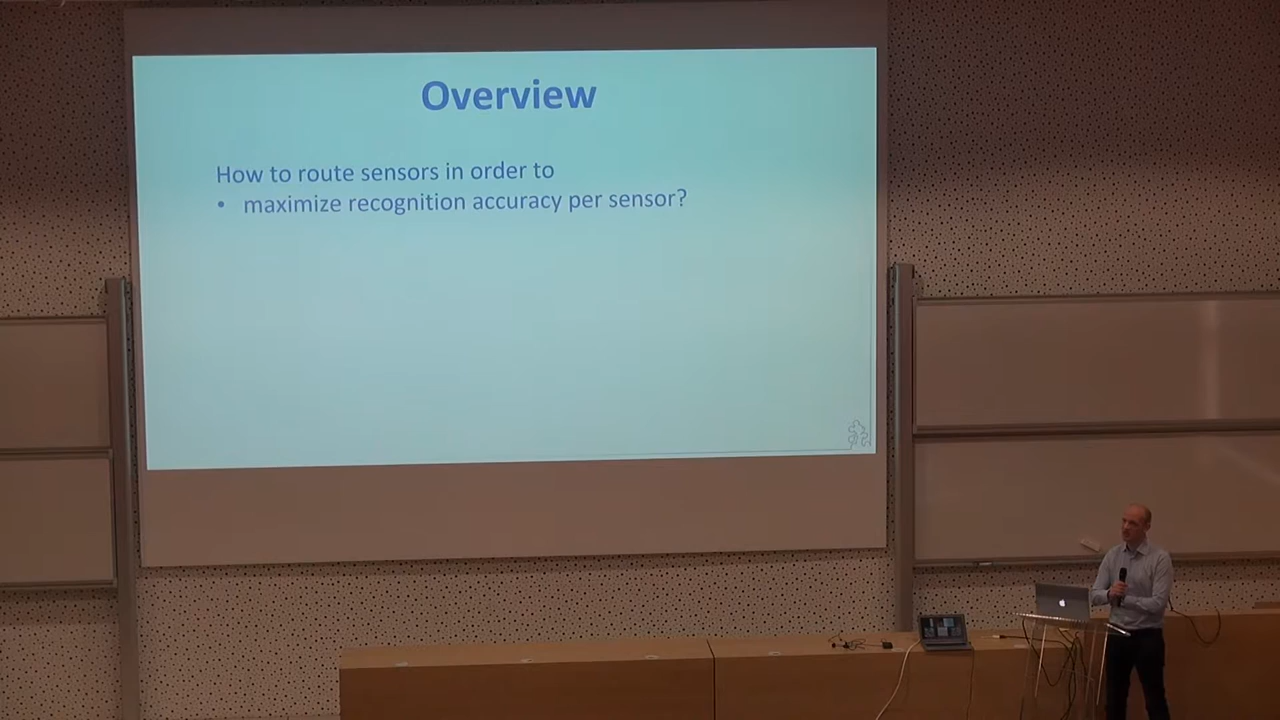 Overview
How to route sensors in order to
• maximize recognition accuracy per sensor?